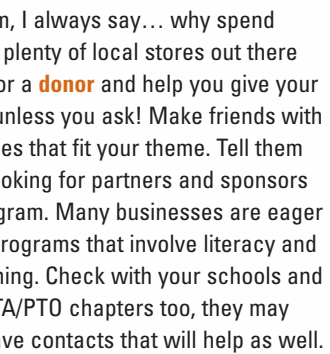 m, I always say… why spend
plenty of local stores out there
or a donor and help you give your
unless you ask! Make friends with
es that fit your theme. Tell them
ooking for partners and sponsors
gram. Many businesses are eager
programs that involve literacy and
ning. Check with your schools and
TA/PTO chapters too, they may
ave contacts that will help as well.